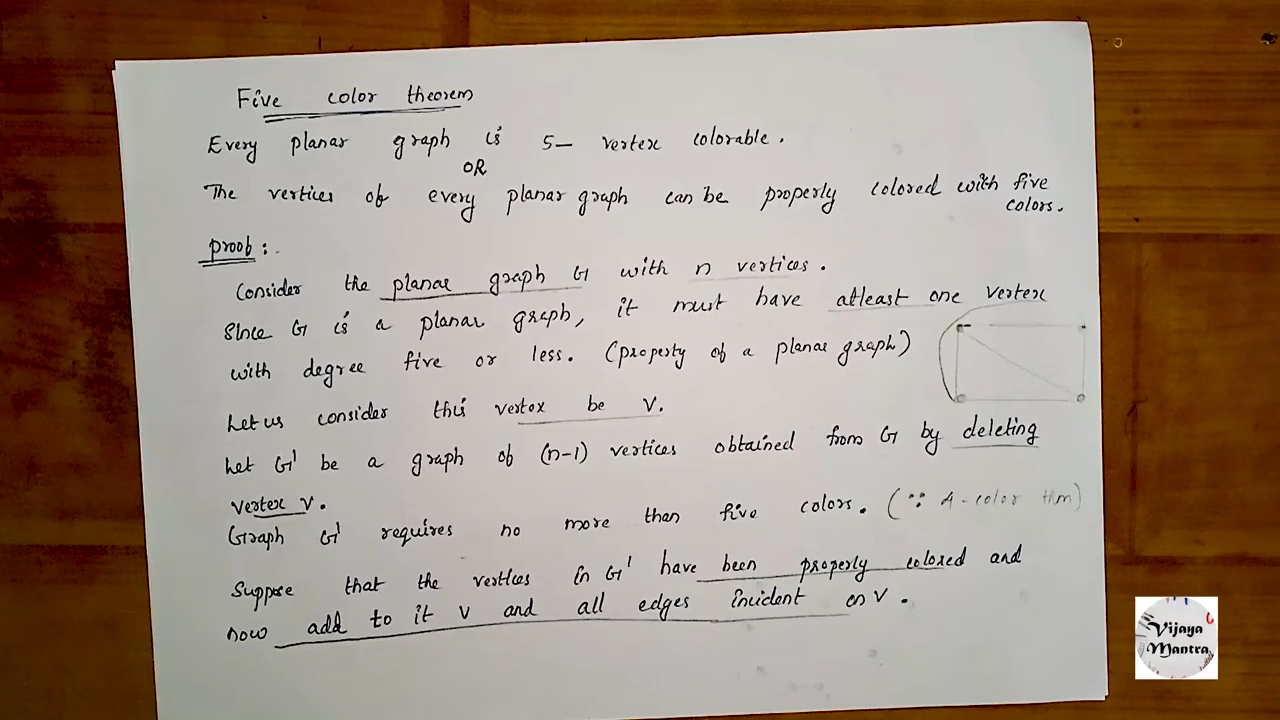 Five color theorem
Every planar graph is 5- vertex colorable.
OR
The vertices of every planar graph can be properly colored with five
colors.
proof:-
Consider the planar graph G with n vertices.
Since G is a planar graph, it must have atleast one vertex
with degree five or less. (property of a planar graph)
Let us consider this vertex be V.
Let G' be a graph of (n-1) vertices obtained from G by deleting
vertex V.
Graph G' requires no more than five colors. (∵ 4-color thm)
Suppose that the vertices in G' have been properly colored and
now add to it V and all edges incident on V.
Vijaya
Mantra